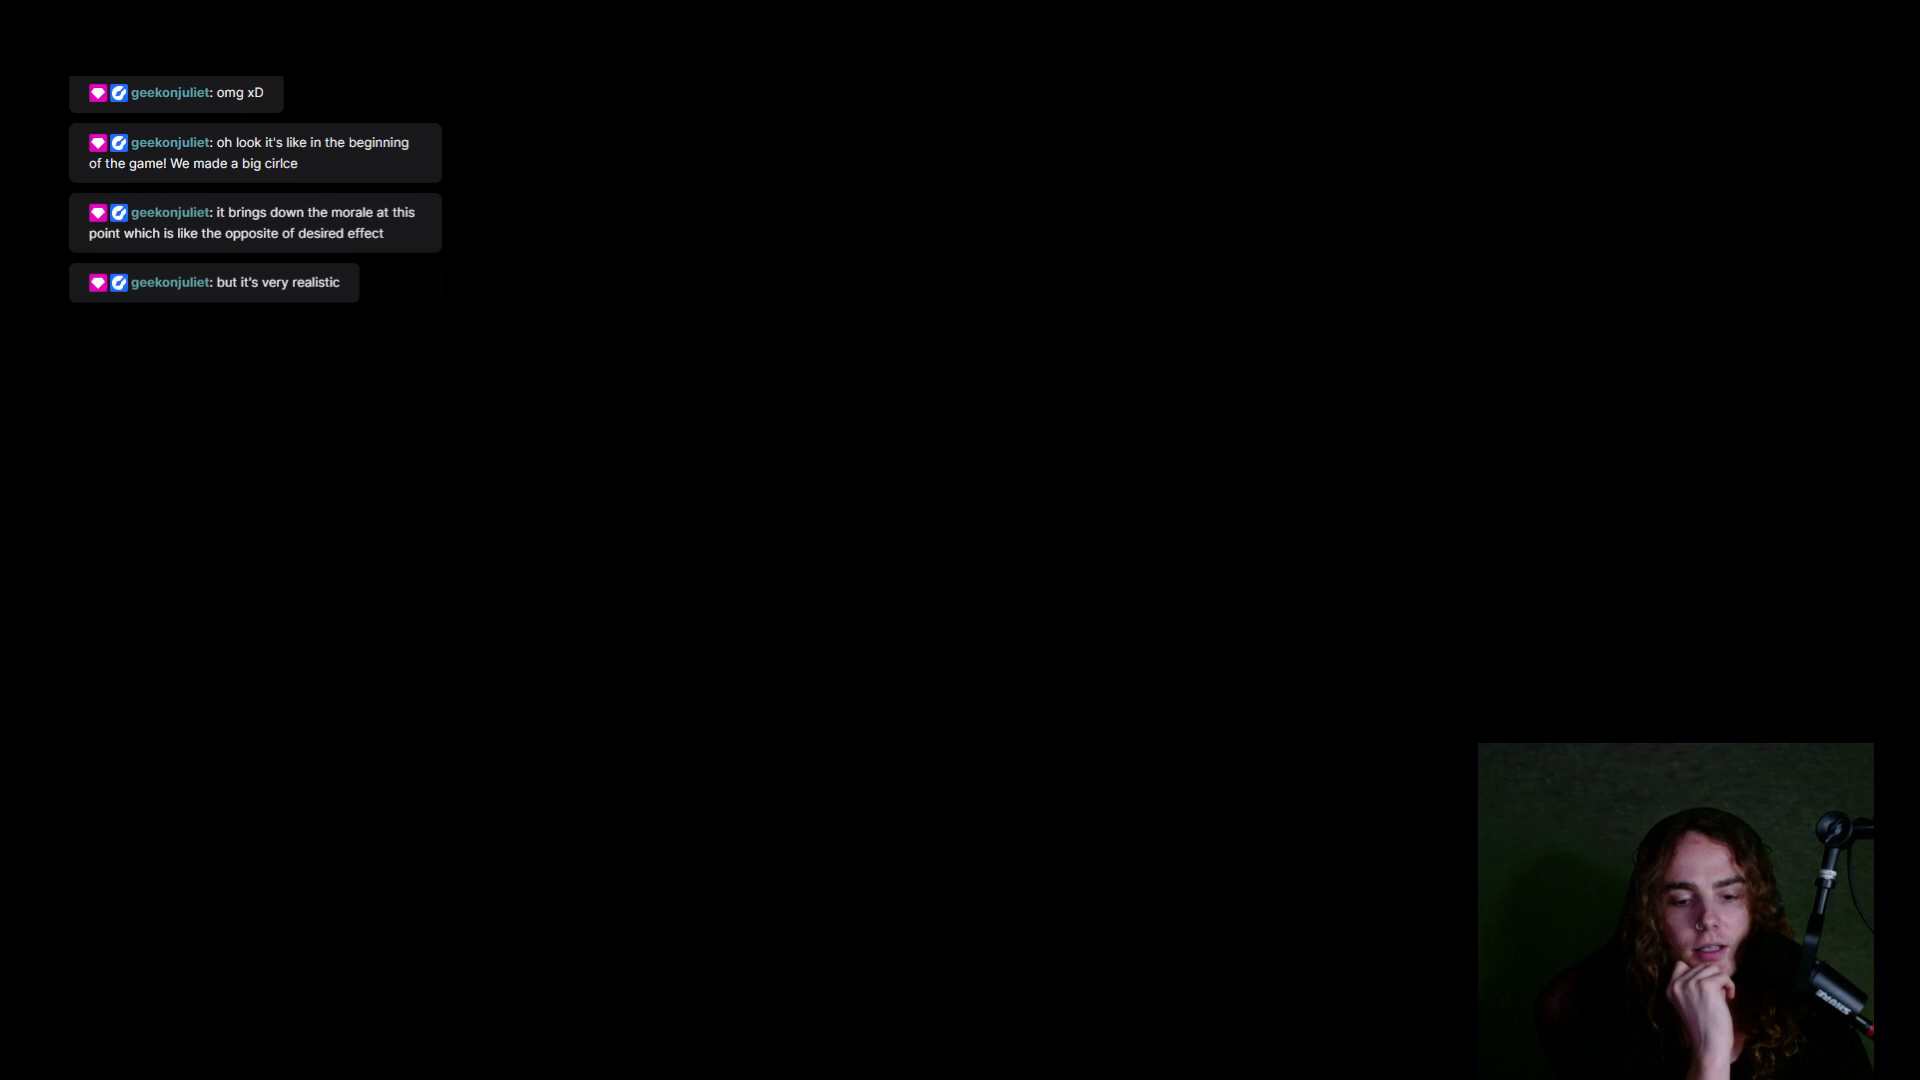 geekonjuliet: omg xD
geekonjuliet: oh look it's like in the beginning
of the game! We made a big cirlce
geekonjuliet: it brings down the morale at this
point which is like the opposite of desired effect
geekonjuliet: but it's very realistic
SHURE